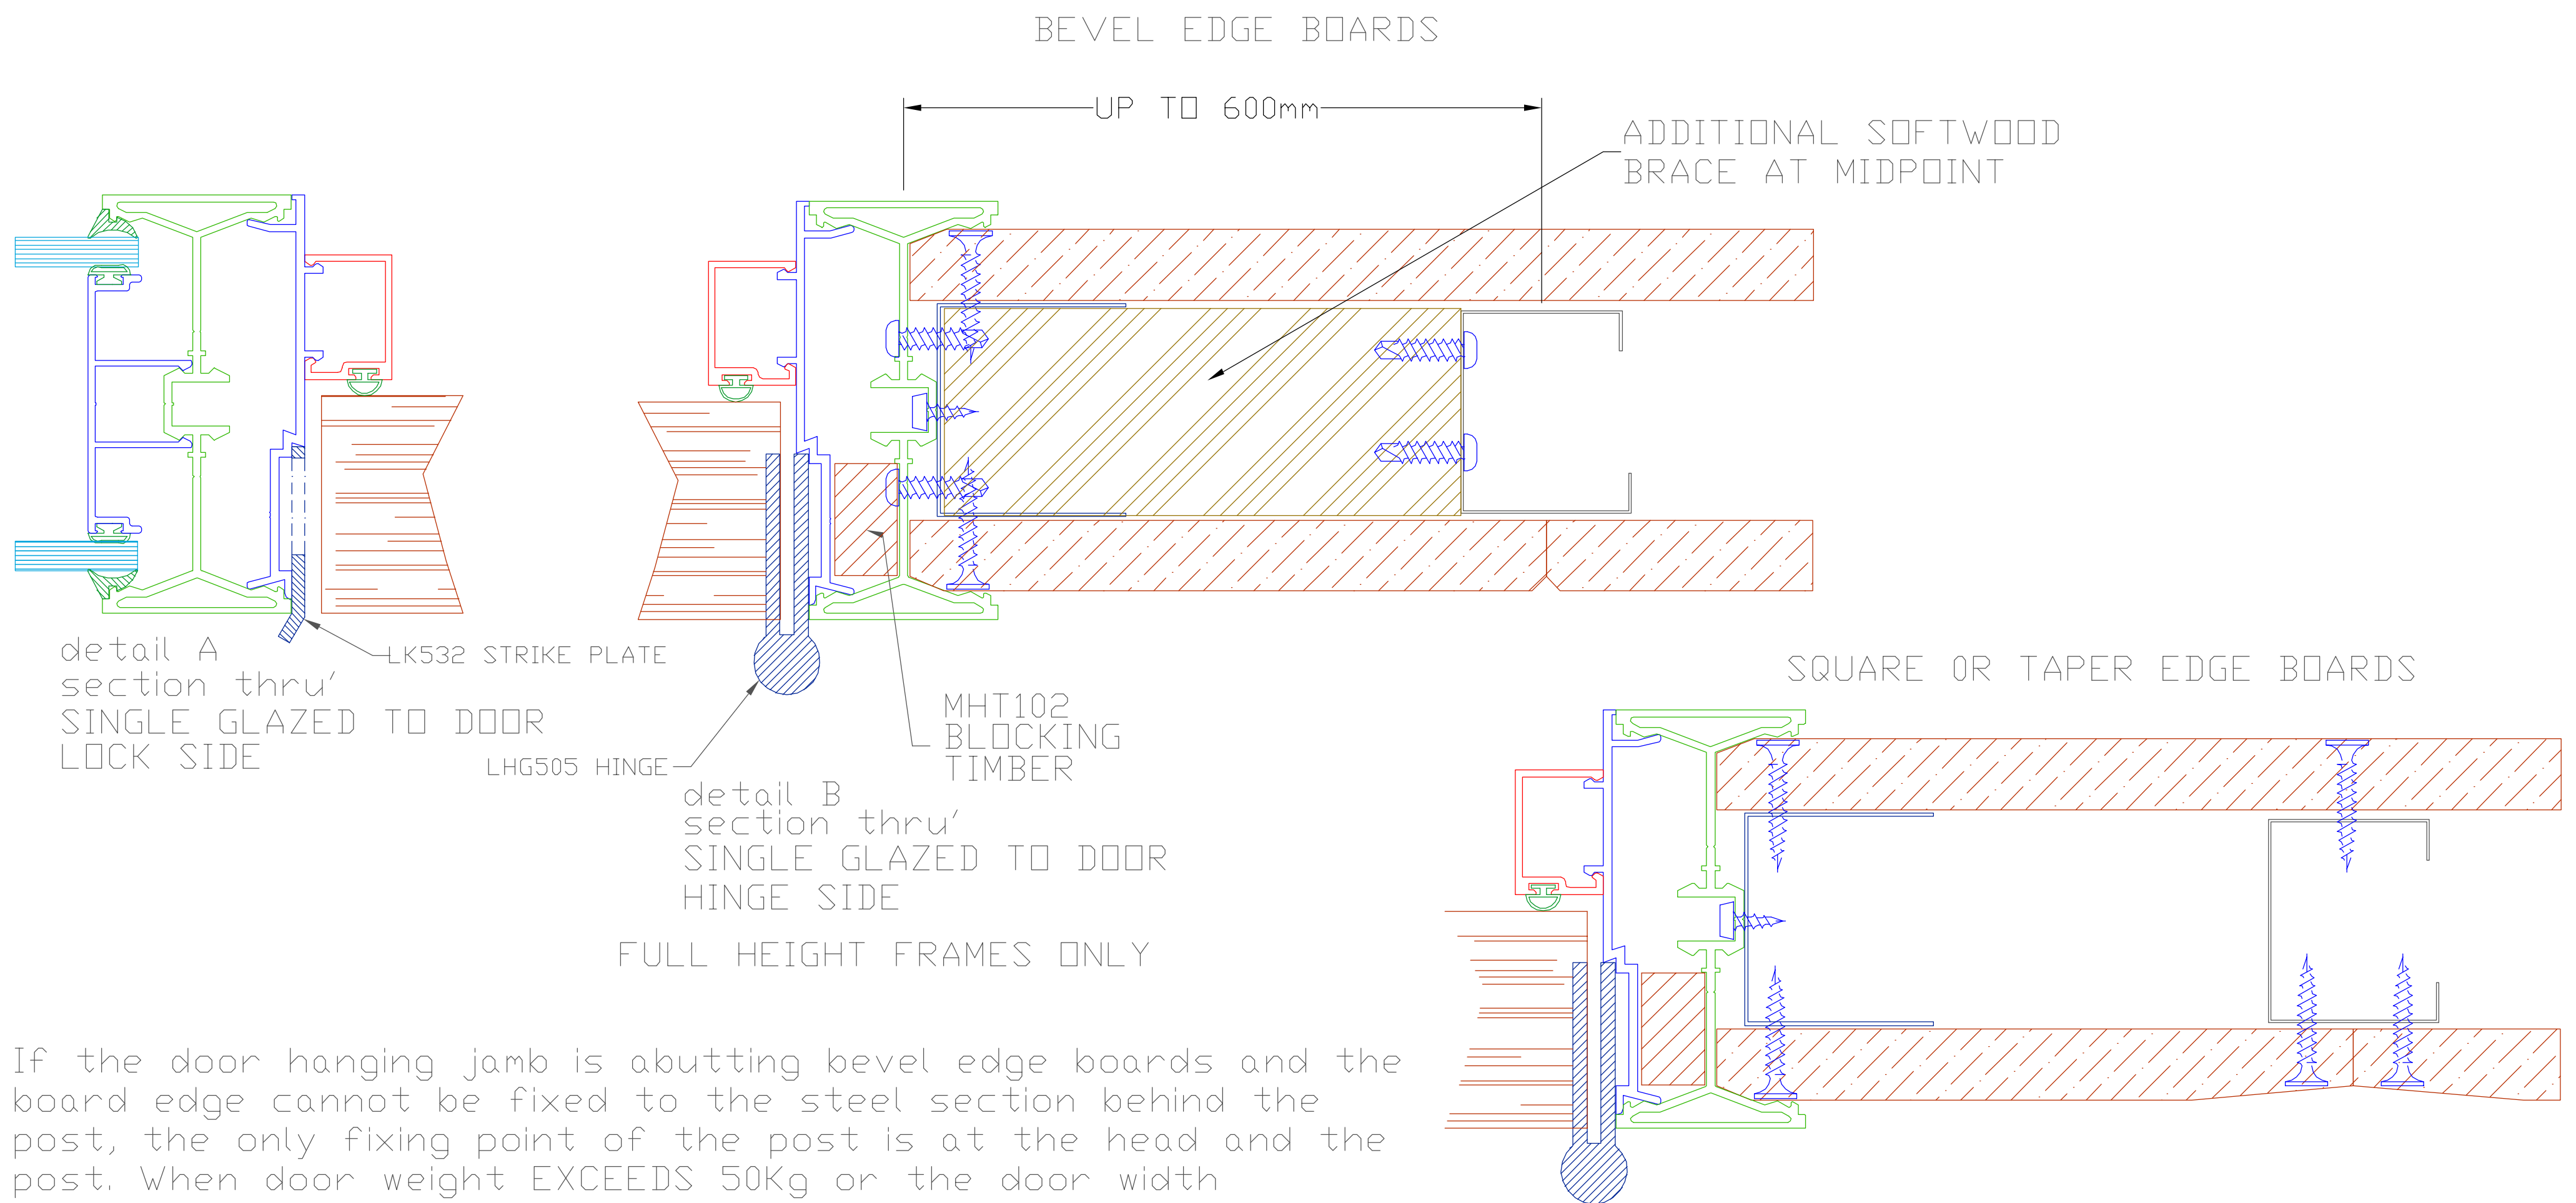 BEVEL EDGE BOARDS
UP TO 600mm
ADDITIONAL SOFTWOOD
BRACE AT MIDPOINT
detail A
section thru'
SINGLE GLAZED TO DOOR
LOCK SIDE
LK532 STRIKE PLATE
LHG505 HINGE
MHT102
BLOCKING
TIMBER
detail B
section thru'
SINGLE GLAZED TO DOOR
HINGE SIDE
FULL HEIGHT FRAMES ONLY
SQUARE OR TAPER EDGE BOARDS
If the door hanging jamb is abutting bevel edge boards and the
board edge cannot be fixed to the steel section behind the
post, the only fixing point of the post is at the head and the
post. When door weight EXCEEDS 50Kg or the door width